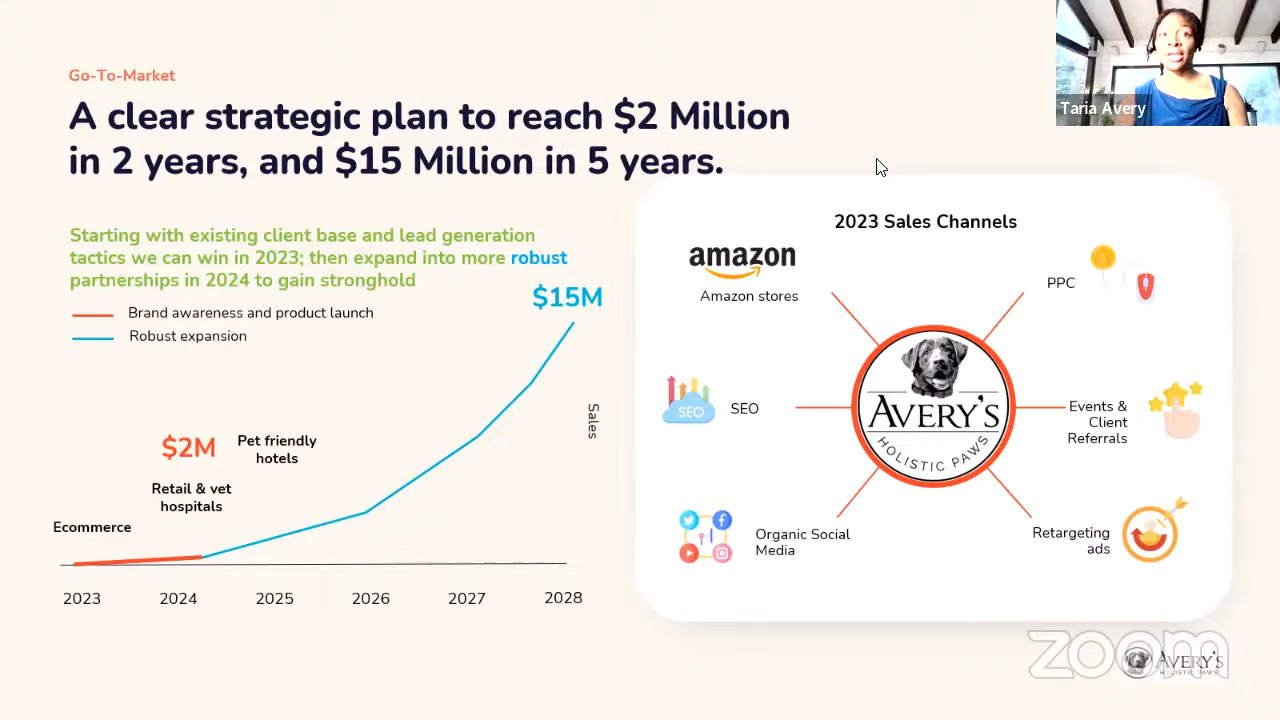 Go-To-Market
A clear strategic plan to reach $2 Million
in 2 years, and $15 Million in 5 years.
Taria Avery
Starting with existing client base and lead generation
tactics we can win in 2023; then expand into more robust
partnerships in 2024 to gain stronghold
$15M
Brand awareness and product launch
Robust expansion
Sales
$2M
Pet friendly
hotels
Retail & vet
hospitals
Ecommerce
2023 2024 2025 2026 2027 2028
2023 Sales Channels
amazon
Amazon stores
PPC
SEO
SEO
AVERY'S
HOLISTIC PAWS
Events &
Client
Referrals
Organic Social
Media
Retargeting
ads
zoom
AVERY'S
HOLISTIC PAWS